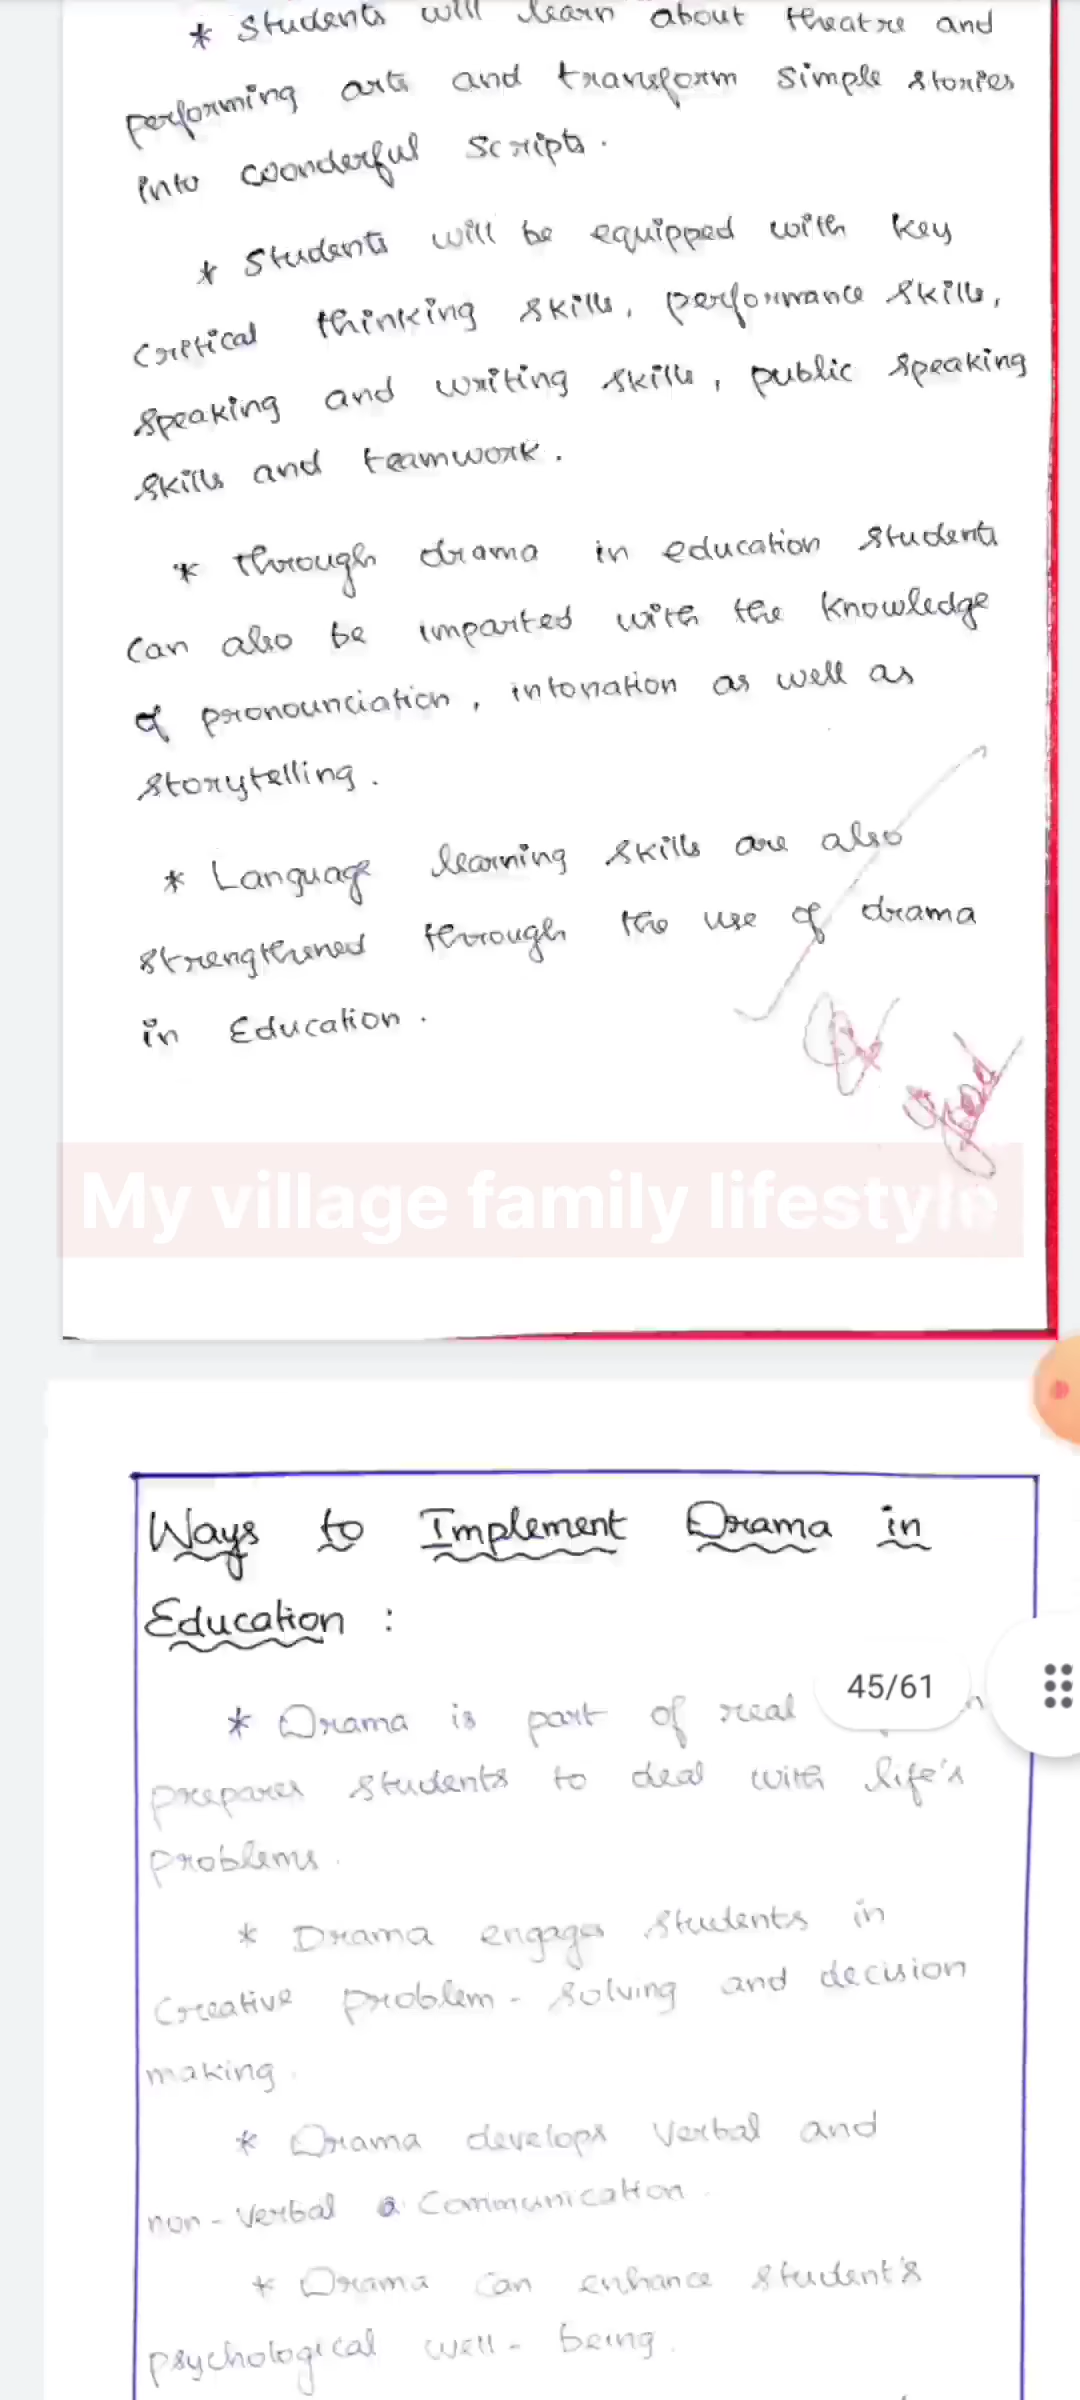 * Students will learn about theatre and
performing arts and transform simple stories
into woonderful scripts.
* Students will be equipped with key
critical thinking skills, performance skills,
speaking and writing skills, public speaking
skills and teamwork.
* Through drama in education students
can also be imparted with the knowledge
of pronounciation, intonation as well as
storytelling.
* Language learning skills are also
strengthened through the use of drama
in Education.
Good
My village family lifestyle
Ways to Implement Drama in
Education :
* Drama is part of real
45/61
prepares students to deal with life's
problems.
* Drama engages students in
Creative problem - solving and decision
making.
* Drama develops verbal and
non - verbal Communication.
* Drama can enhance student's
psychological well - being.